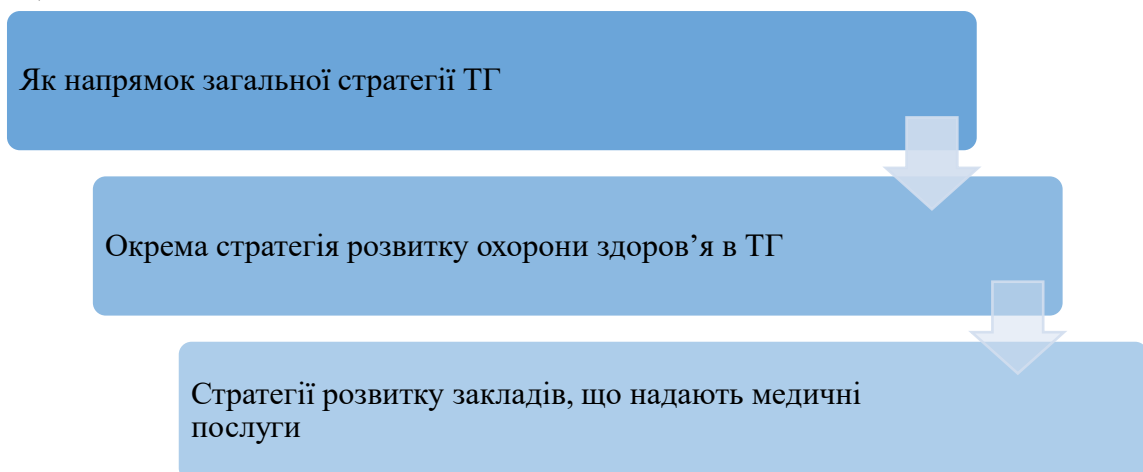 Як напрямок загальної стратегії ТГ
Окрема стратегія розвитку охорони здоров’я в ТГ
Стратегії розвитку закладів, що надають медичні
послуги